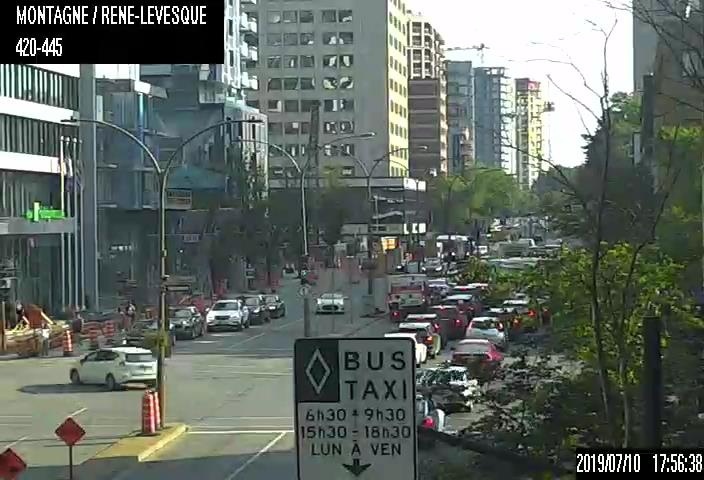 MONTAGNE / RENE-LEVESQUE
420-445
BUS
TAXI
6h30 • 9h30
15h30 - 18h30
LUN À VEN
2019/07/10 17:56:38